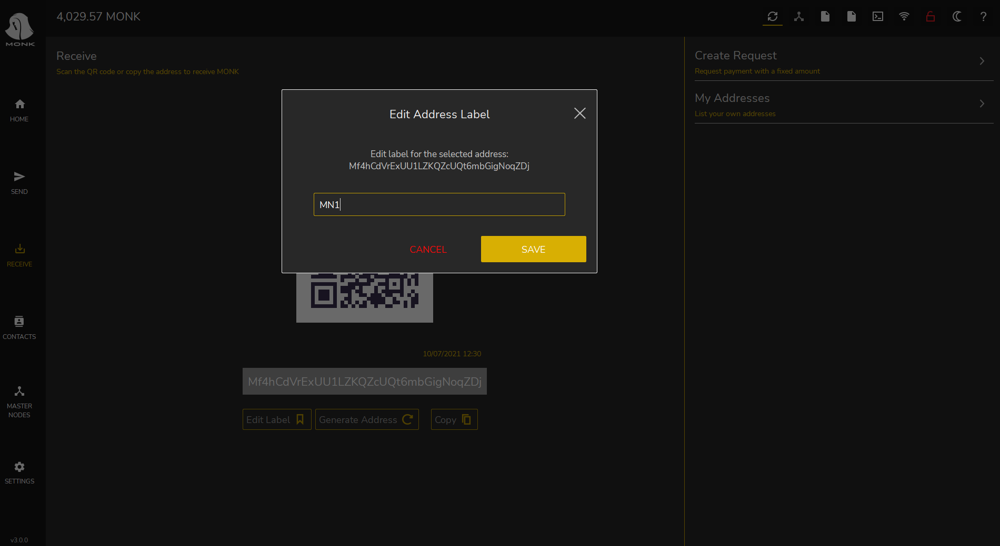 4,029.57 MONK
MONK
Receive
Scan the QR code or copy the address to receive MONK
Create Request
Request payment with a fixed amount
My Addresses
List your own addresses
HOME
SEND
RECEIVE
CONTACTS
MASTER
NODES
SETTINGS
v3.0.0
Edit Address Label
Edit label for the selected address:
Mf4hCdVrExUU1LZKQZcUQt6mbGigNoqZDj
MN1
CANCEL
SAVE
10/07/2021 12:30
Mf4hCdVrExUU1LZKQZcUQt6mbGigNoqZDj
Edit Label
Generate Address
Copy